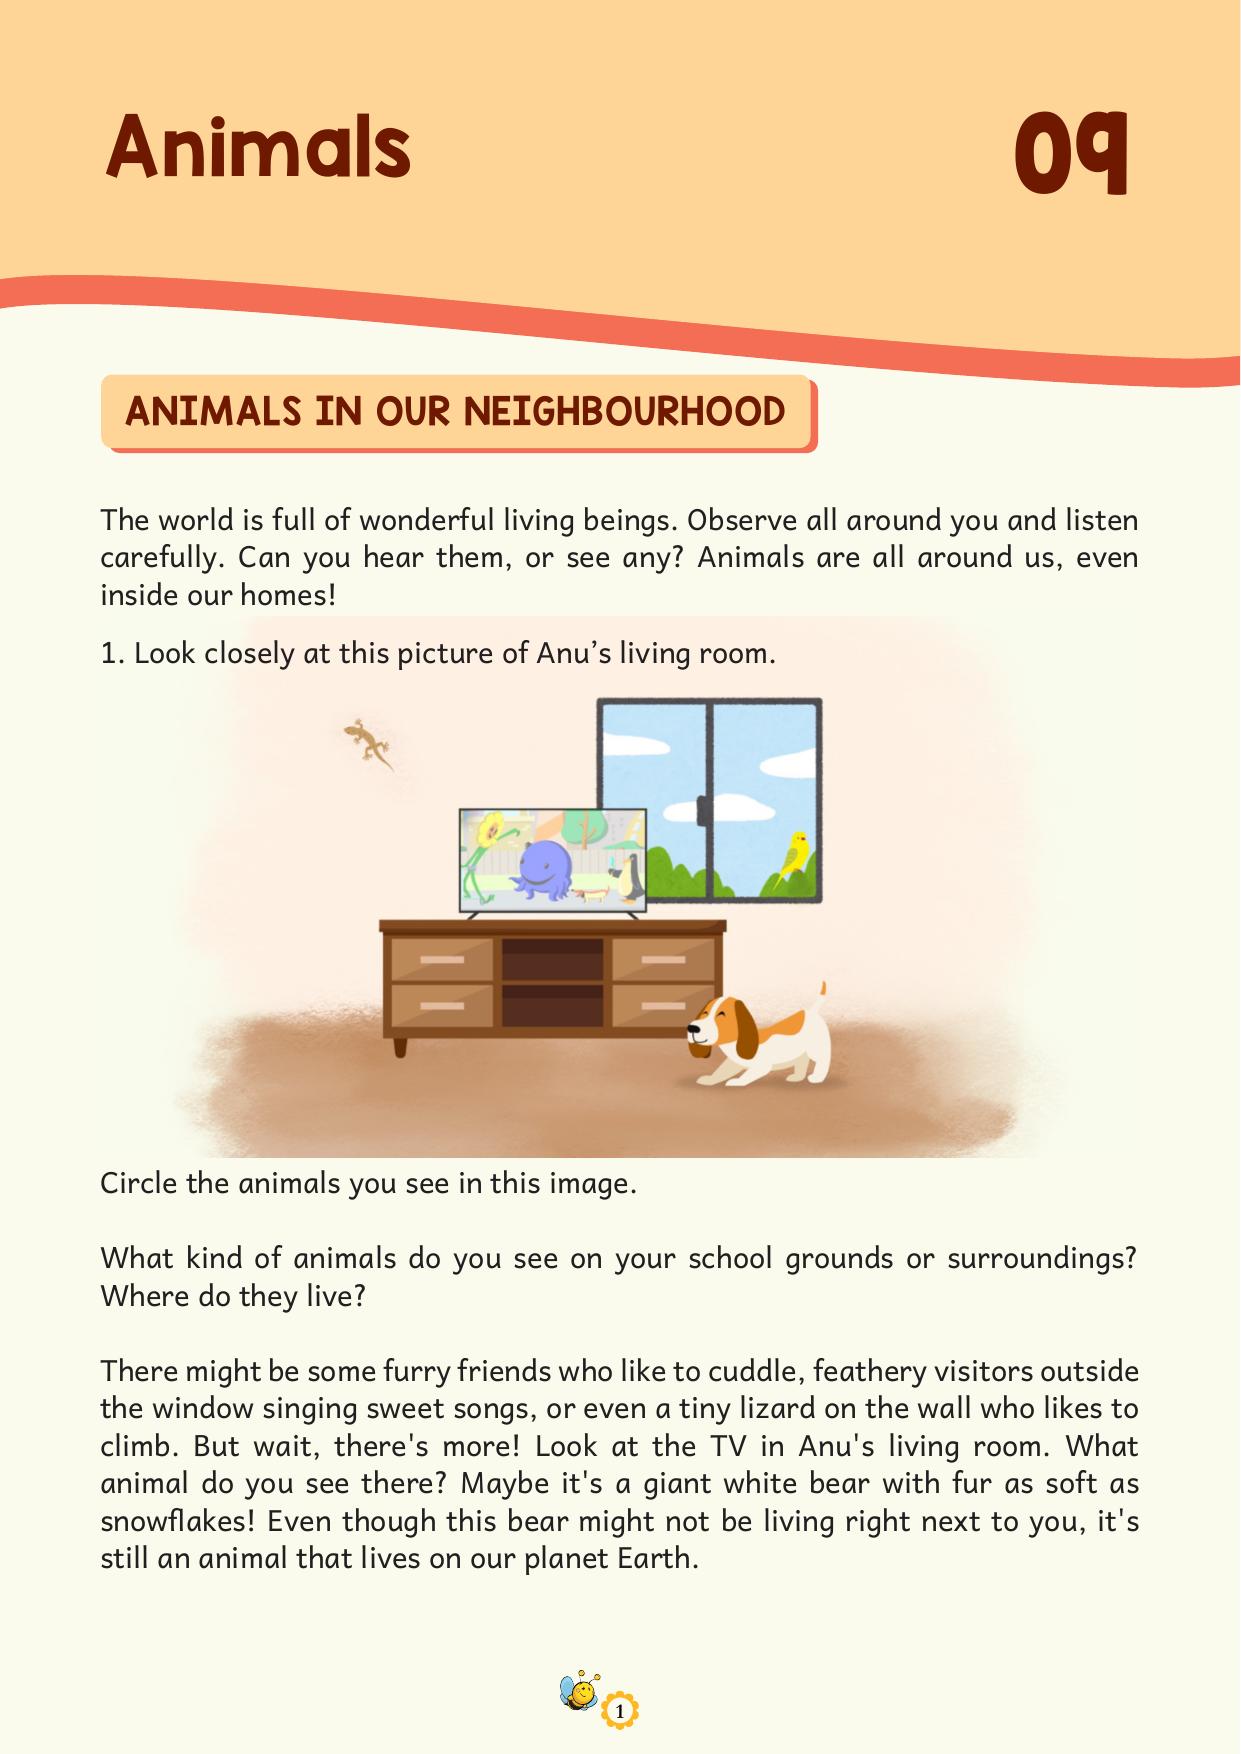 Animals
09
ANIMALS IN OUR NEIGHBOURHOOD
The world is full of wonderful living beings. Observe all around you and listen
carefully. Can you hear them, or see any? Animals are all around us, even
inside our homes!
1. Look closely at this picture of Anu’s living room.
Circle the animals you see in this image.
What kind of animals do you see on your school grounds or surroundings?
Where do they live?
There might be some furry friends who like to cuddle, feathery visitors outside
the window singing sweet songs, or even a tiny lizard on the wall who likes to
climb. But wait, there's more! Look at the TV in Anu's living room. What
animal do you see there? Maybe it's a giant white bear with fur as soft as
snowflakes! Even though this bear might not be living right next to you, it's
still an animal that lives on our planet Earth.
1